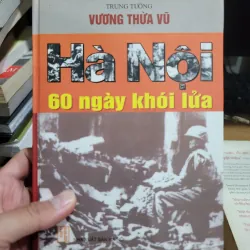 TRUNG TƯỚNG
VƯƠNG THỪA VŨ
Hà Nội
60 ngày khói lửa